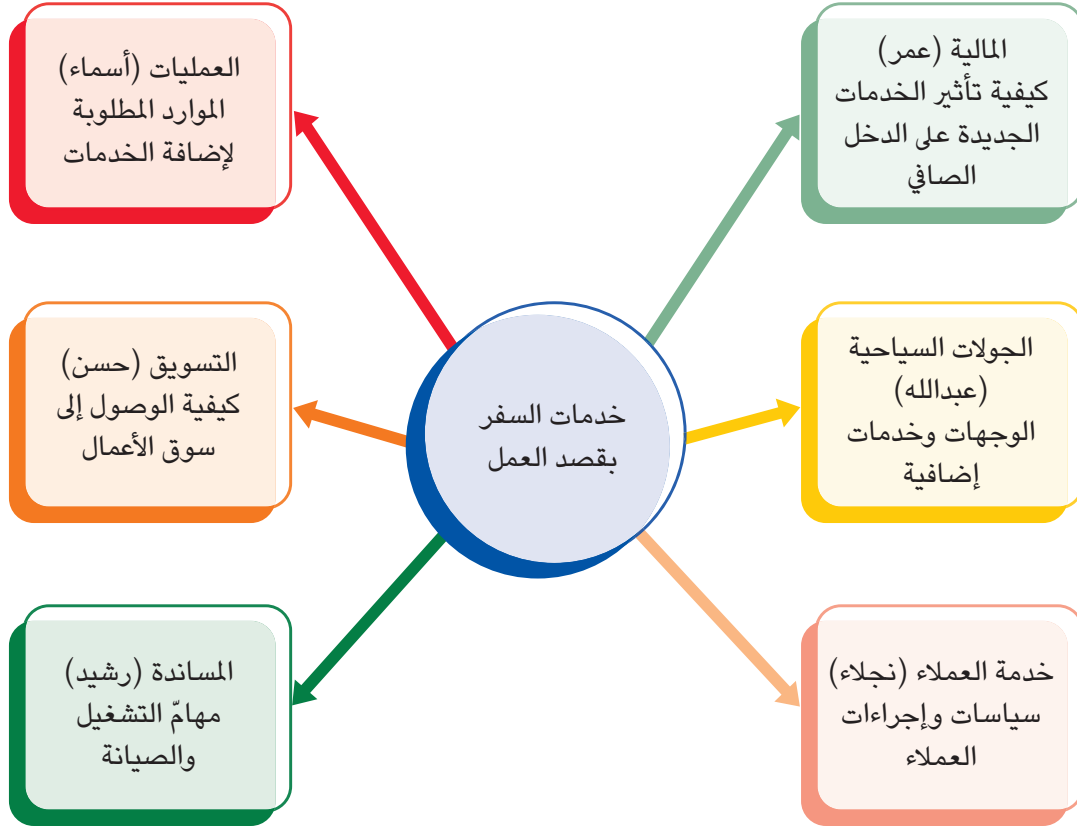 المالية (عمر)
كيفية تأثير الخدمات
الجديدة على الدخل
الصافي
العمليات (أسماء)
الموارد المطلوبة
لإضافة الخدمات
الجولات السياحية
(عبدالله)
الوجهات وخدمات
إضافية
خدمات السفر
بقصد العمل
التسويق (حسن)
كيفية الوصول إلى
سوق الأعمال
خدمة العملاء (نجلاء)
سياسات وإجراءات
العملاء
المساندة (رشيد)
مهامّ التشغيل
والصيانة